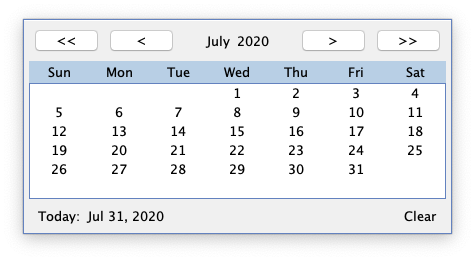 << < July 2020 > >>
Sun Mon Tue Wed Thu Fri Sat
1 2 3 4
5 6 7 8 9 10 11
12 13 14 15 16 17 18
19 20 21 22 23 24 25
26 27 28 29 30 31
Today: Jul 31, 2020 Clear